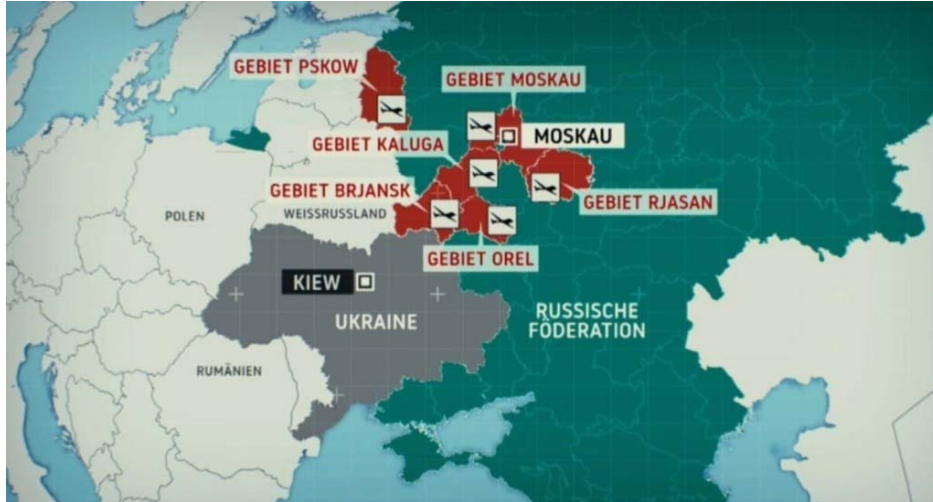 GEBIET PSKOW
GEBIET MOSKAU
MOSKAU
GEBIET KALUGA
GEBIET BRJANSK
GEBIET RJASAN
POLEN
WEISSRUSSLAND
GEBIET OREL
KIEW
UKRAINE
RUSSISCHE
FÖDERATION
RUMÄNIEN